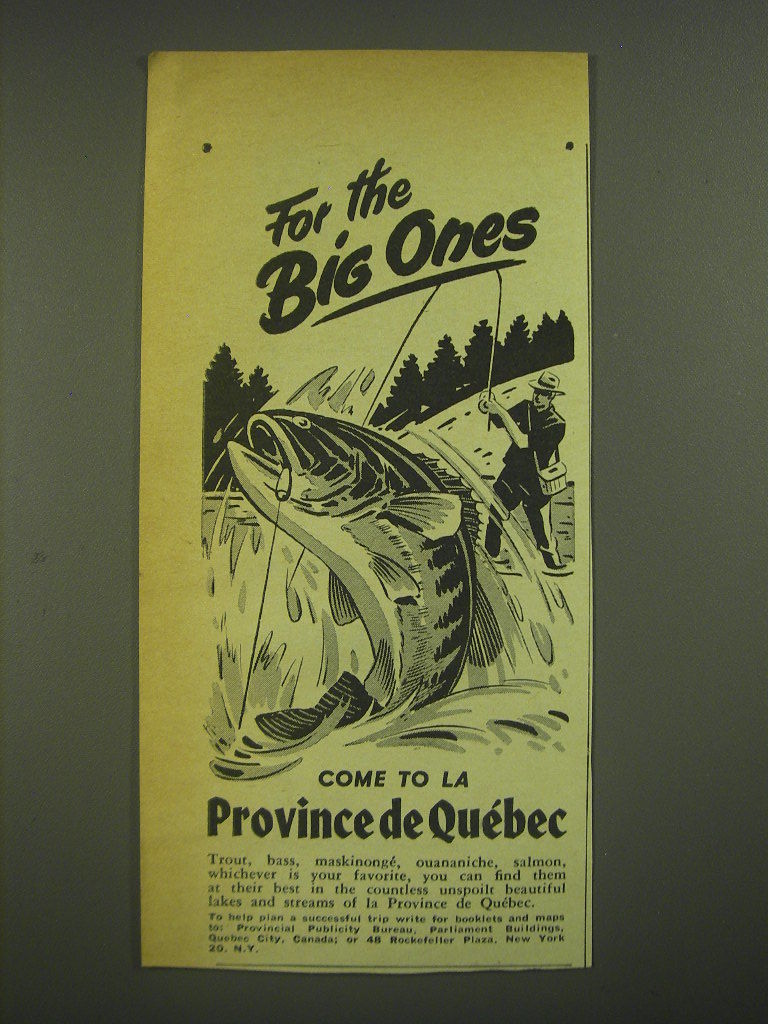 For the
Big Ones
COME TO LA
Province de Québec
Trout, bass, maskinongé, ouananiche, salmon,
whichever is your favorite, you can find them
at their best in the countless unspoilt beautiful
lakes and streams of la Province de Québec.
To help plan a successful trip write for booklets and maps
to: Provincial Publicity Bureau, Parliament Buildings,
Quebec City, Canada; or 48 Rockefeller Plaza, New York
20, N.Y.